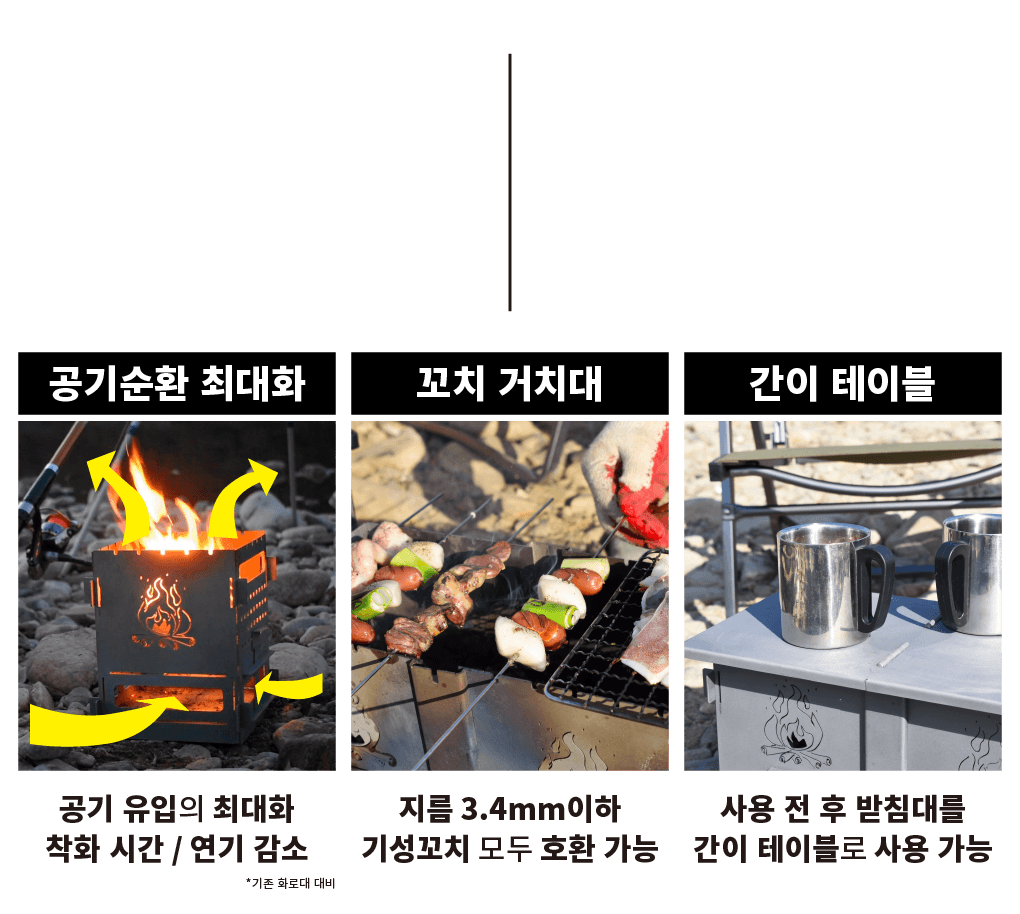 공기순환 최대화
꼬치 거치대
간이 테이블
공기 유입의 최대화
착화 시간 / 연기 감소
*기존 화로대 대비
지름 3.4mm이하
기성꼬치 모두 호환 가능
사용 전 후 받침대를
간이 테이블로 사용 가능